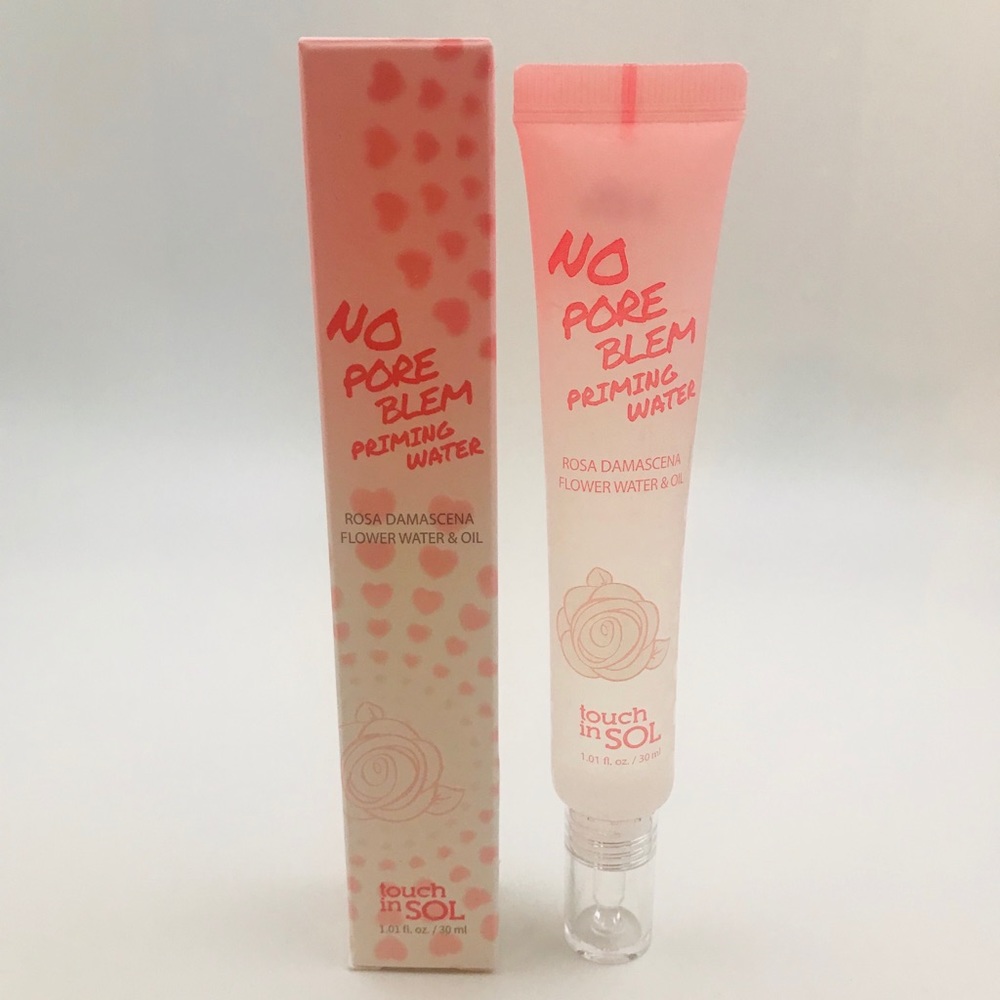 NO
PORE
BLEM
PRIMING
WATER
ROSA DAMASCENA
FLOWER WATER & OIL
touch
in SOL
1.01 fl. oz. / 30 ml
NO
PORE
BLEM
PRIMING
WATER
ROSA DAMASCENA
FLOWER WATER & OIL
touch
in SOL
1.01 fl. oz. / 30 ml